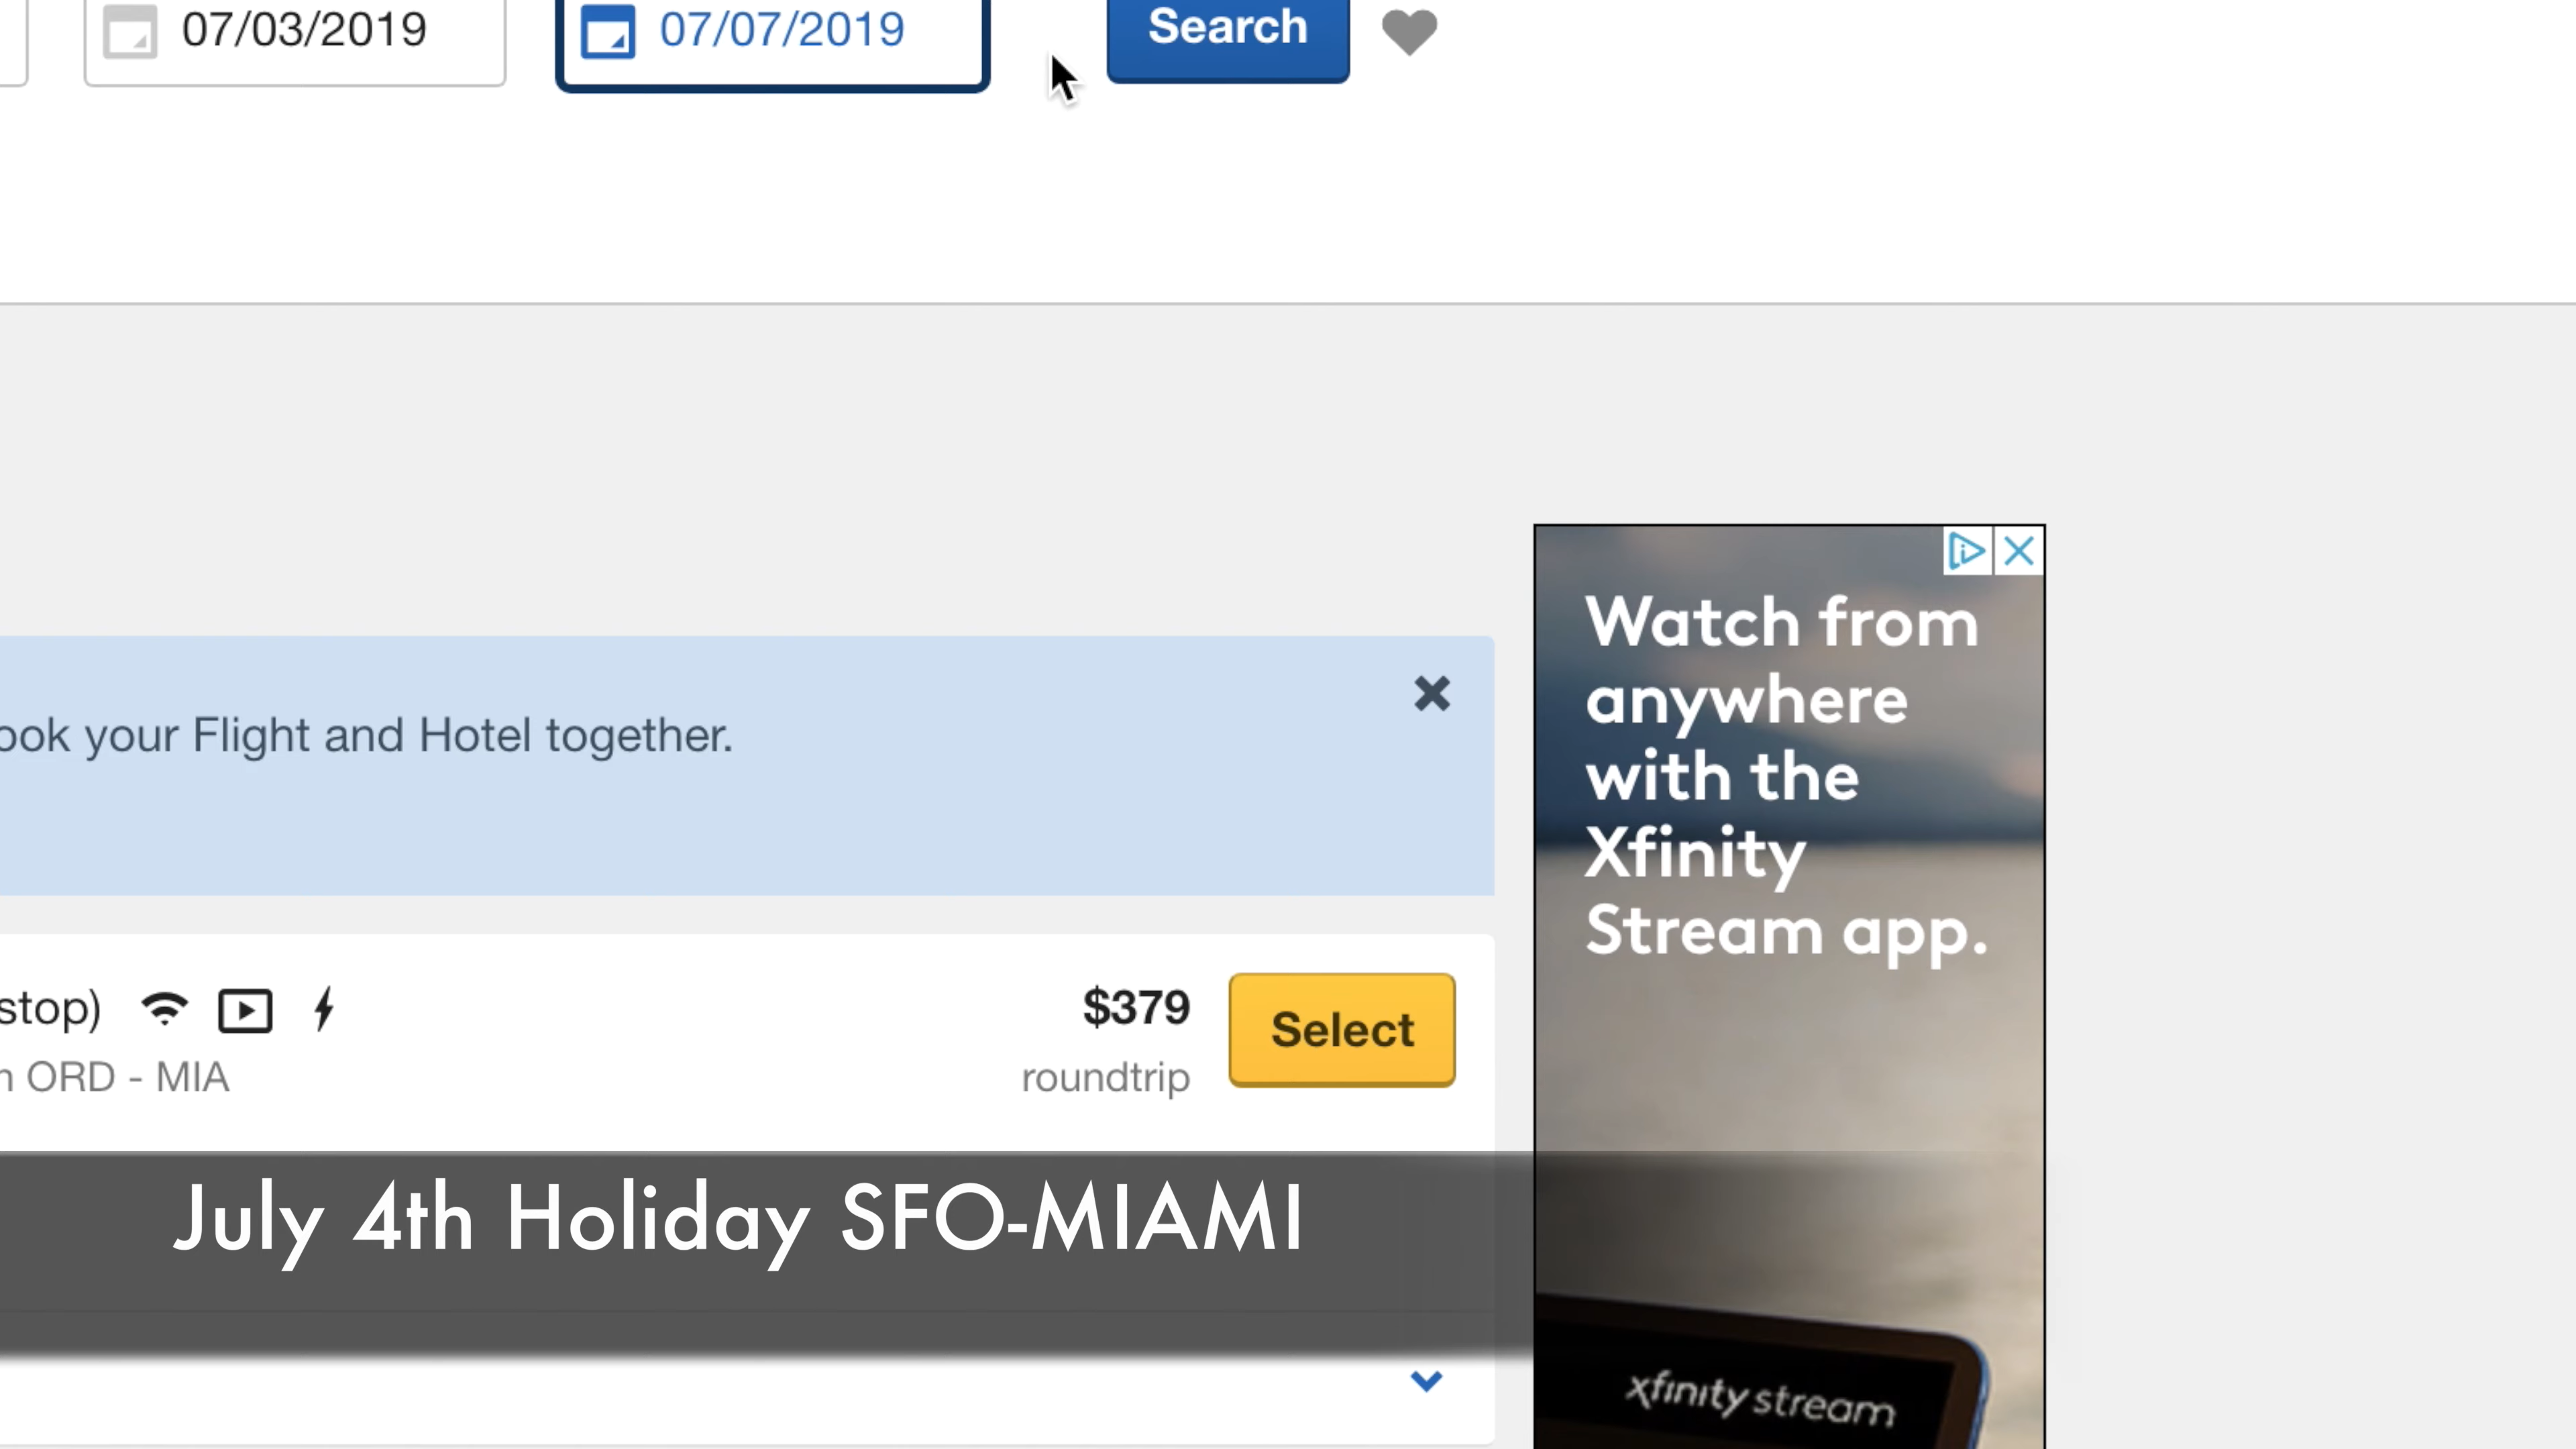 07/03/2019
07/07/2019
Search
your Flight and Hotel together.
Watch from
anywhere
with the
Xfinity
Stream app.
stop)
$379
Select
ORD - MIA
roundtrip
July 4th Holiday SFO-MIAMI
xfinity stream